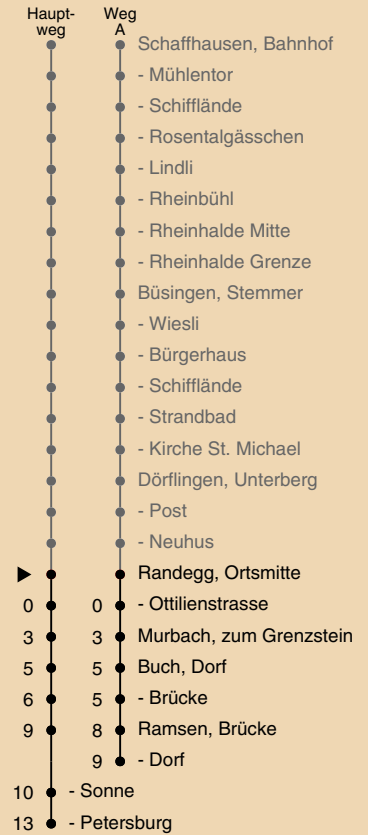 Haupt- Weg
weg A
Schaffhausen, Bahnhof
- Mühlentor
- Schifflände
- Rosentalgässchen
- Lindli
- Rheinbühl
- Rheinhalde Mitte
- Rheinhalde Grenze
Büsingen, Stemmer
- Wiesli
- Bürgerhaus
- Schifflände
- Strandbad
- Kirche St. Michael
Dörflingen, Unterberg
- Post
- Neuhus
Randegg, Ortsmitte
0 0 - Ottilienstrasse
3 3 Murbach, zum Grenzstein
5 5 Buch, Dorf
6 5 - Brücke
9 8 Ramsen, Brücke
9 - Dorf
10 - Sonne
13 - Petersburg